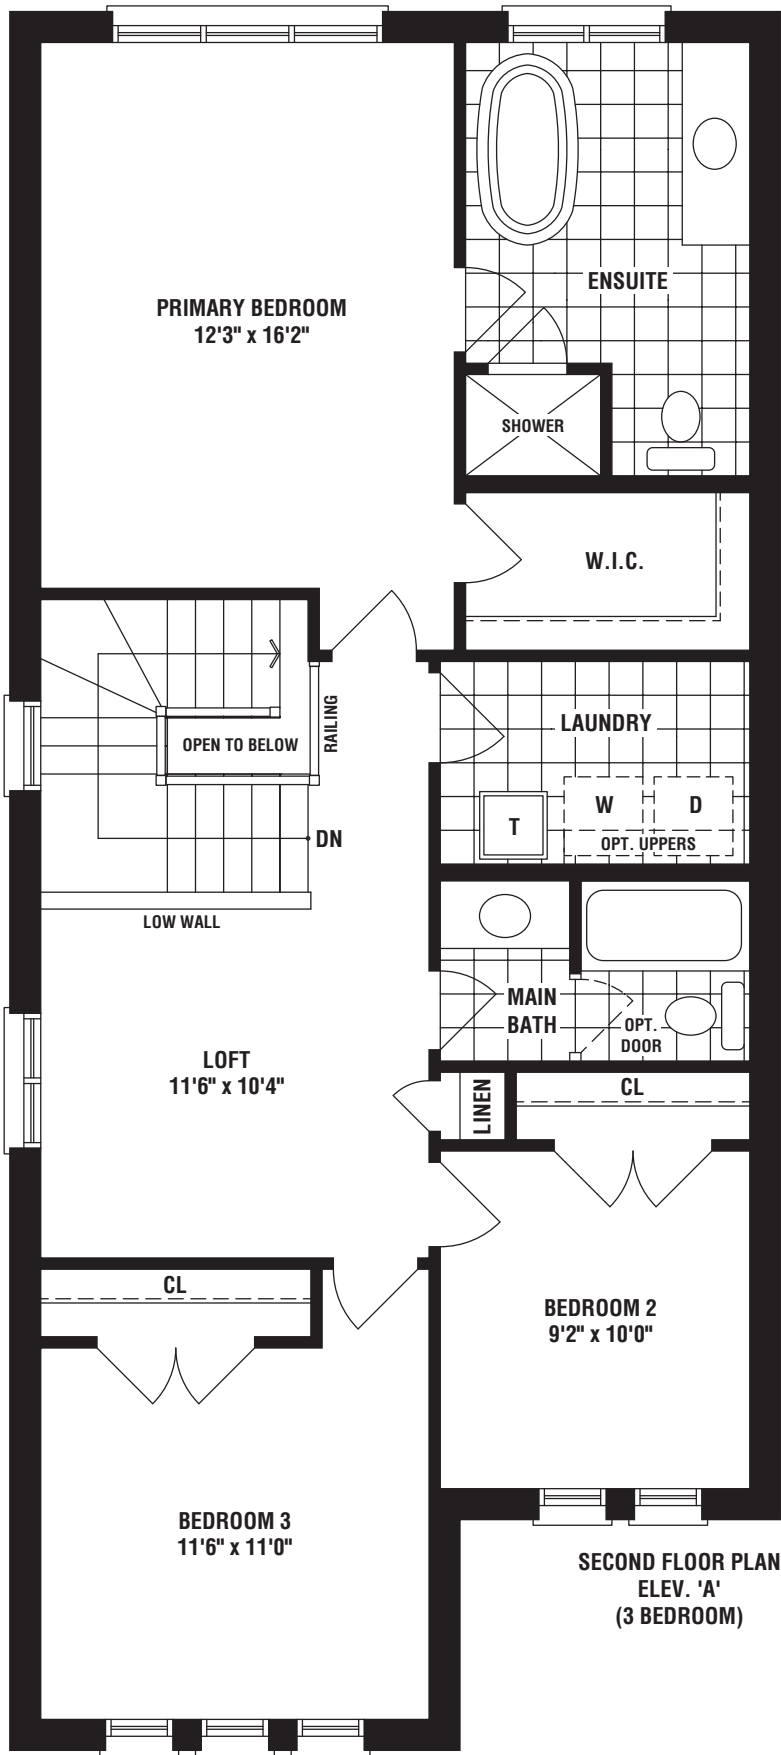 PRIMARY BEDROOM
12'3" x 16'2"
ENSUITE
SHOWER
W.I.C.
RAILING
OPEN TO BELOW
LAUNDRY
T
W
D
OPT. UPPERS
DN
LOW WALL
MAIN
BATH
OPT.
DOOR
LOFT
11'6" x 10'4"
LINEN
CL
CL
BEDROOM 2
9'2" x 10'0"
BEDROOM 3
11'6" x 11'0"
SECOND FLOOR PLAN
ELEV. 'A'
(3 BEDROOM)